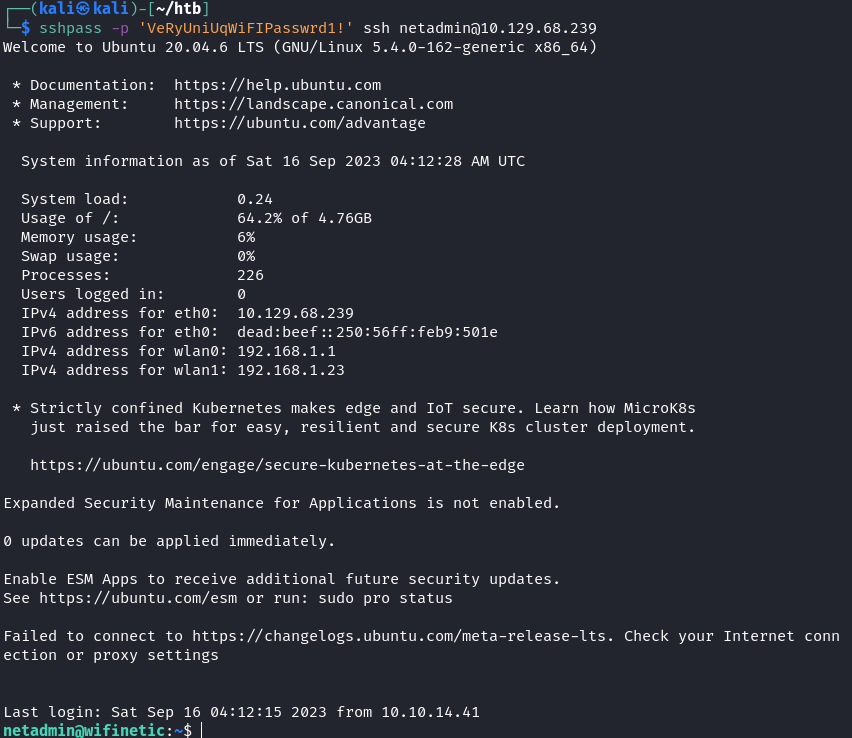 ┌──(kali㉿kali)-[~/htb]
└─$ sshpass -p 'VeRyUniUqWiFIPasswrd1!' ssh netadmin@10.129.68.239
Welcome to Ubuntu 20.04.6 LTS (GNU/Linux 5.4.0-162-generic x86_64)

 * Documentation:  https://help.ubuntu.com
 * Management:     https://landscape.canonical.com
 * Support:        https://ubuntu.com/advantage

  System information as of Sat 16 Sep 2023 04:12:28 AM UTC

  System load:            0.24
  Usage of /:             64.2% of 4.76GB
  Memory usage:           6%
  Swap usage:             0%
  Processes:              226
  Users logged in:        0
  IPv4 address for eth0:  10.129.68.239
  IPv6 address for eth0:  dead:beef::250:56ff:feb9:501e
  IPv4 address for wlan0: 192.168.1.1
  IPv4 address for wlan1: 192.168.1.23

 * Strictly confined Kubernetes makes edge and IoT secure. Learn how MicroK8s
   just raised the bar for easy, resilient and secure K8s cluster deployment.

   https://ubuntu.com/engage/secure-kubernetes-at-the-edge

Expanded Security Maintenance for Applications is not enabled.

0 updates can be applied immediately.

Enable ESM Apps to receive additional future security updates.
See https://ubuntu.com/esm or run: sudo pro status

Failed to connect to https://changelogs.ubuntu.com/meta-release-lts. Check your Internet conn
ection or proxy settings


Last login: Sat Sep 16 04:12:15 2023 from 10.10.14.41
netadmin@wifinetic:~$